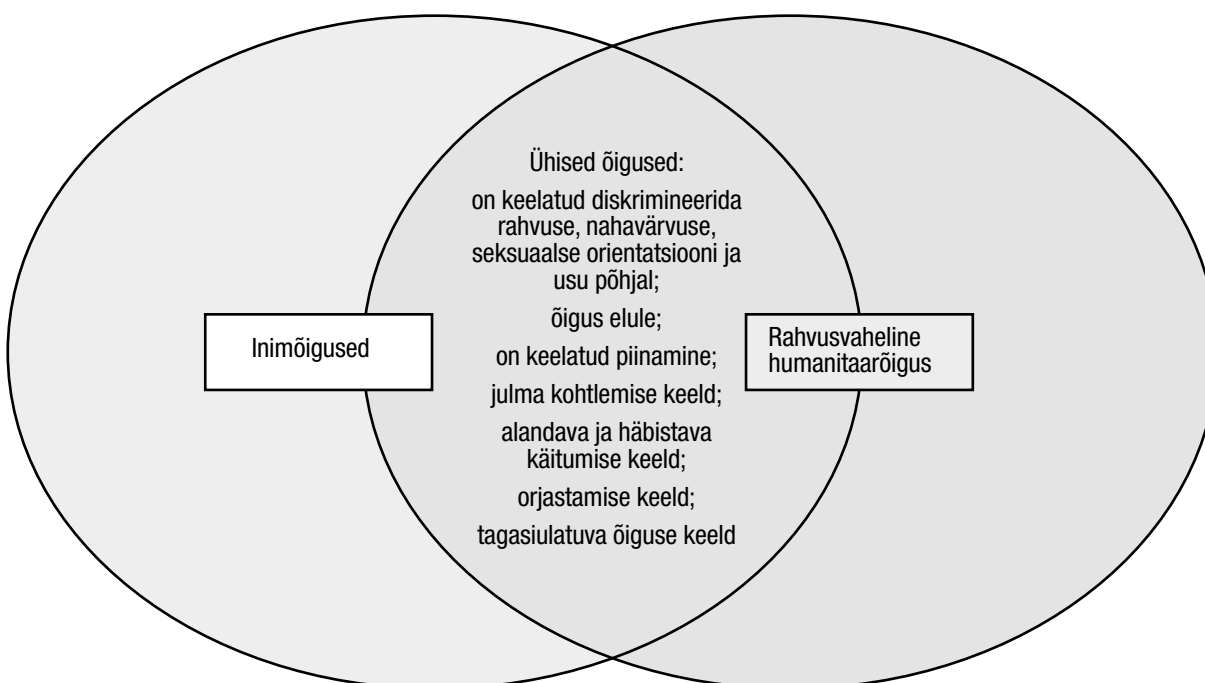 Ühised õigused:
on keelatud diskrimineerida
rahvuse, nahavärvuse,
seksuaalse orientatsiooni ja
usu põhjal;
õigus elule;
on keelatud piinamine;
julma kohtlemise keeld;
alandava ja häbistava
käitumise keeld;
orjastamise keeld;
tagasiulatuva õiguse keeld
Inimõigused
Rahvusvaheline
humanitaarõigus